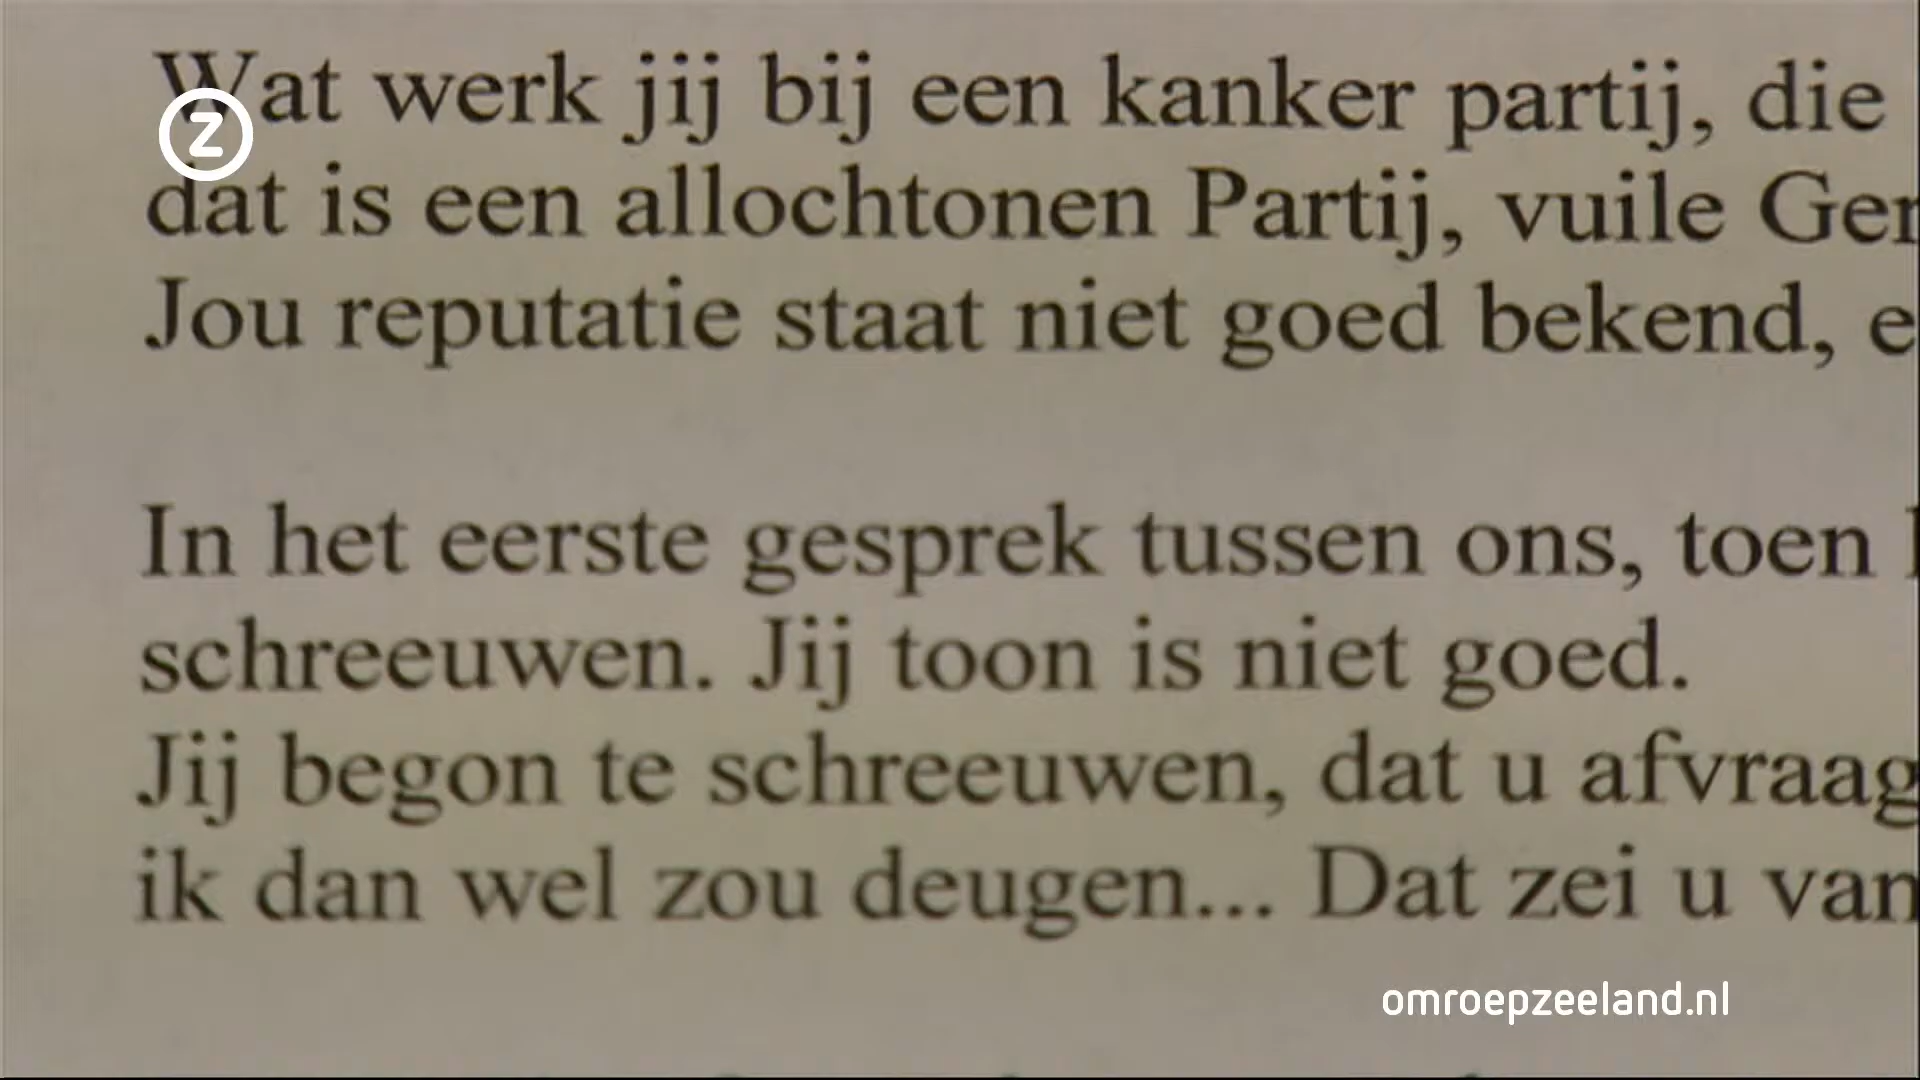 Wat werk jij bij een kanker partij, die
Z
dat is een allochtonen Partij, vuile
Jou reputatie staat niet goed bekend,
In het eerste gesprek tussen ons, toen
schreeuwen. Jij toon is niet goed.
Jij begon te schreeuwen, dat u afvraag
ik dan wel zou deugen... Dat zei u van
omroepzeeland.nl